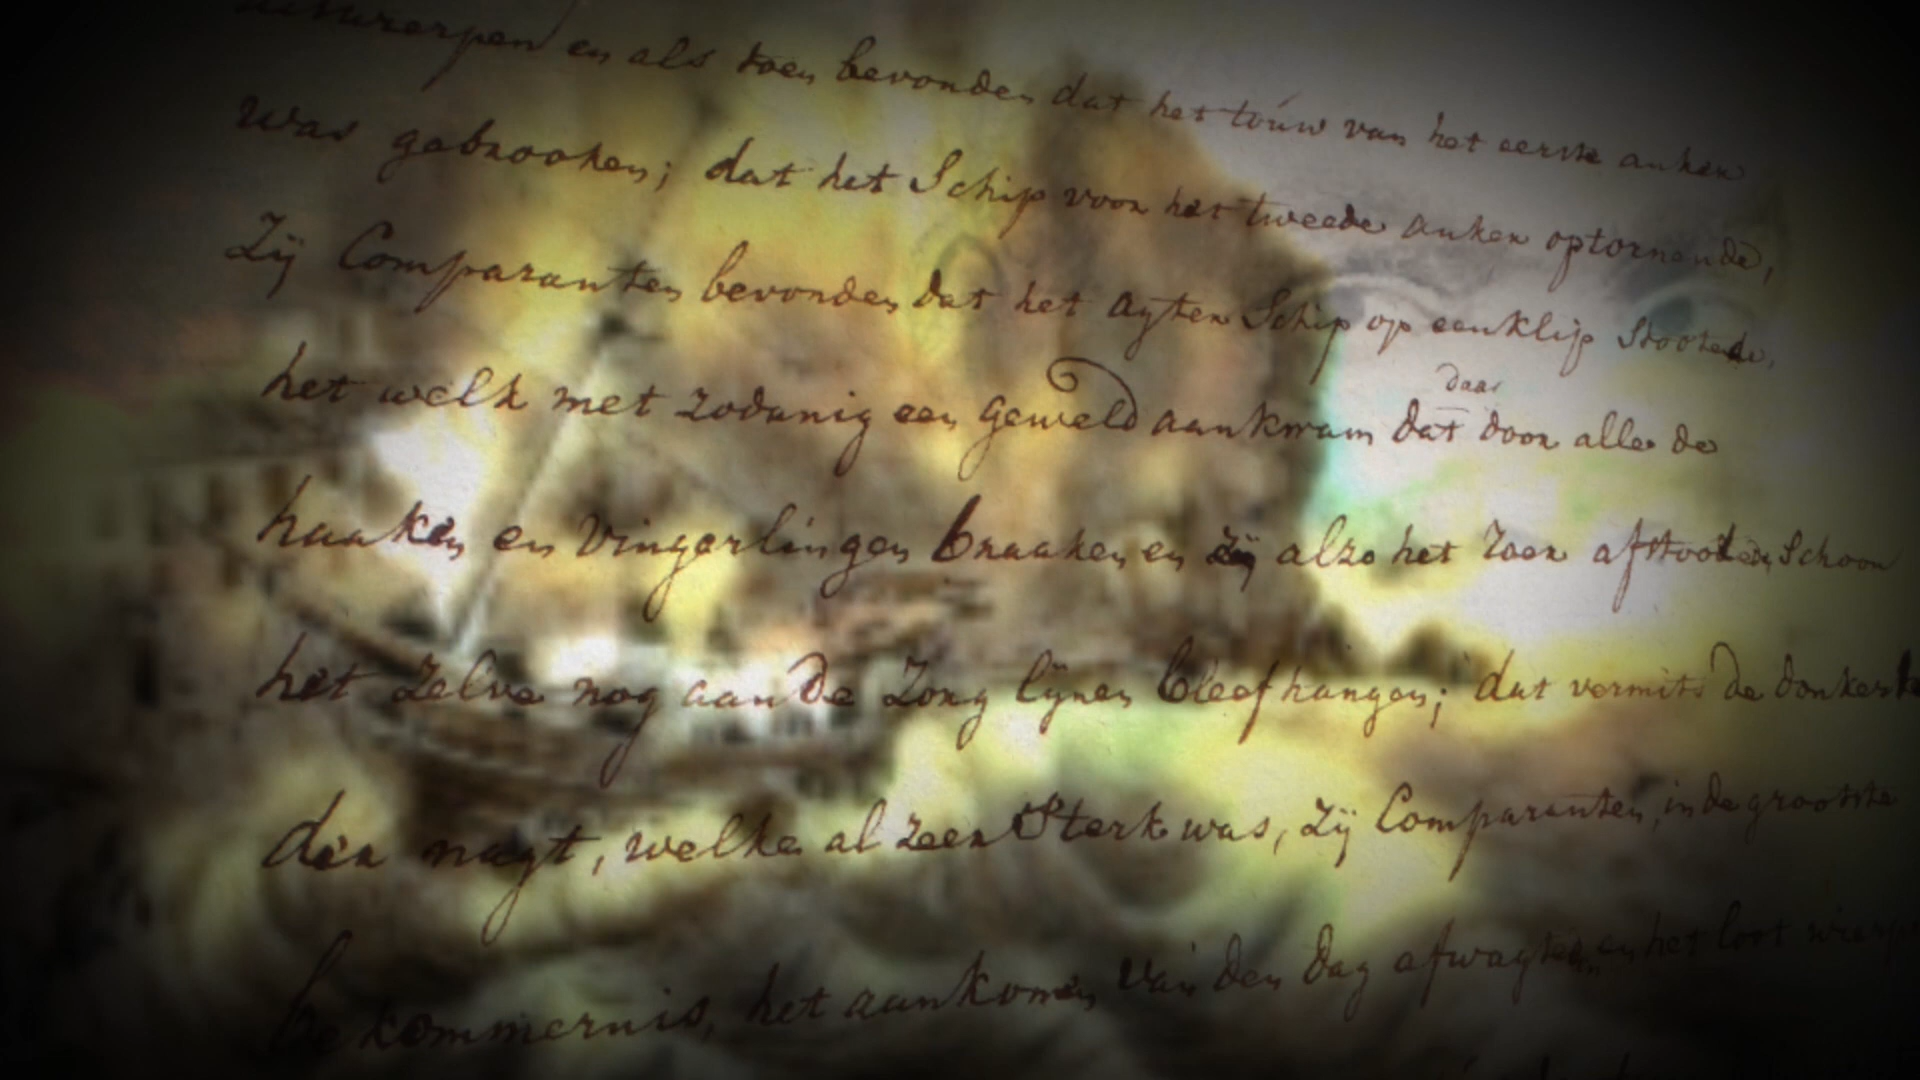 en als toen bevonden dat het touw van het eerste anker
was gebrooken; dat het Schip voor het tweede anker optornende,
Zÿ Comparanten bevonden dat het agter Schip op een klip Stootede,
het welk met zodanig een geweld aankwam dat daar door alle de
haaken en Vingerlingen braaken en zÿ alzo het Roer afstooten, Schoon
het zelve nog aan de Zorg lÿnen bleef hangen; dat vermits de
der nagt, welke al zeer Sterk was, zÿ Comparanten, in de grootste
bekommernis, het aankomen van den dag afwagten, en het loot